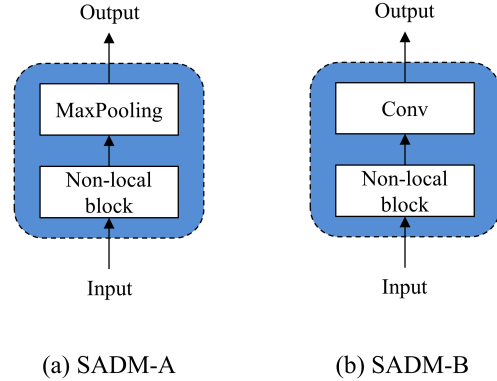 Output
MaxPooling
Non-local
block
Input
(a) SADM-A
Output
Conv
Non-local
block
Input
(b) SADM-B